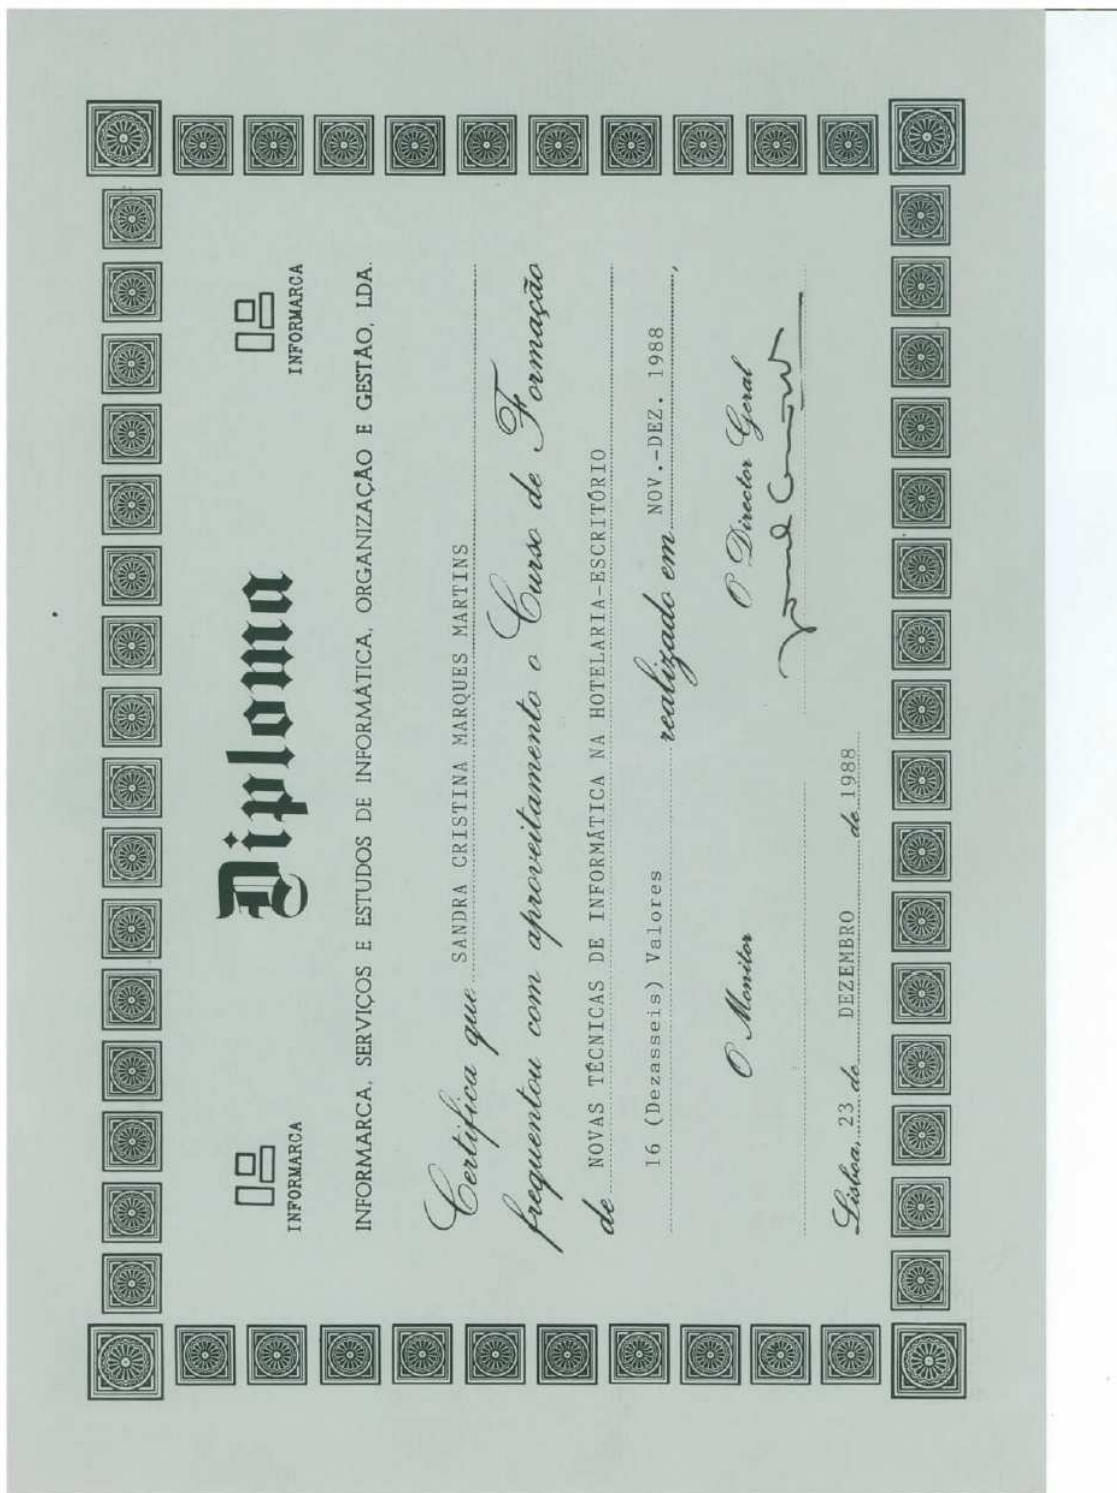 INFORMARCA
Diploma
INFORMARCA
INFORMARCA, SERVIÇOS E ESTUDOS DE INFORMÁTICA, ORGANIZAÇÃO E GESTÃO, LDA.
Certifica que SANDRA CRISTINA MARQUES MARTINS
frequentou com aproveitamento o Curso de Formação
de NOVAS TÉCNICAS DE INFORMÁTICA NA HOTELARIA-ESCRITÓRIO
16 (Dezasseis) Valores realizado em NOV.-DEZ. 1988,
O Monitor O Director Geral
Lisboa, 23 de DEZEMBRO de 1988